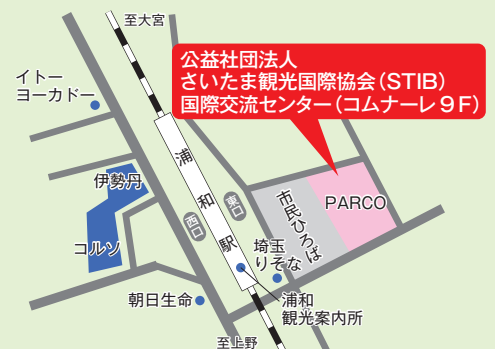 至大宮
公益社団法人
さいたま観光国際協会（STIB）
国際交流センター（コムナーレ９F）
イトー
ヨーカドー
浦和駅
伊勢丹
東口
西口
市民ひろば
PARCO
コルソ
埼玉
りそな
朝日生命
浦和
観光案内所
至上野